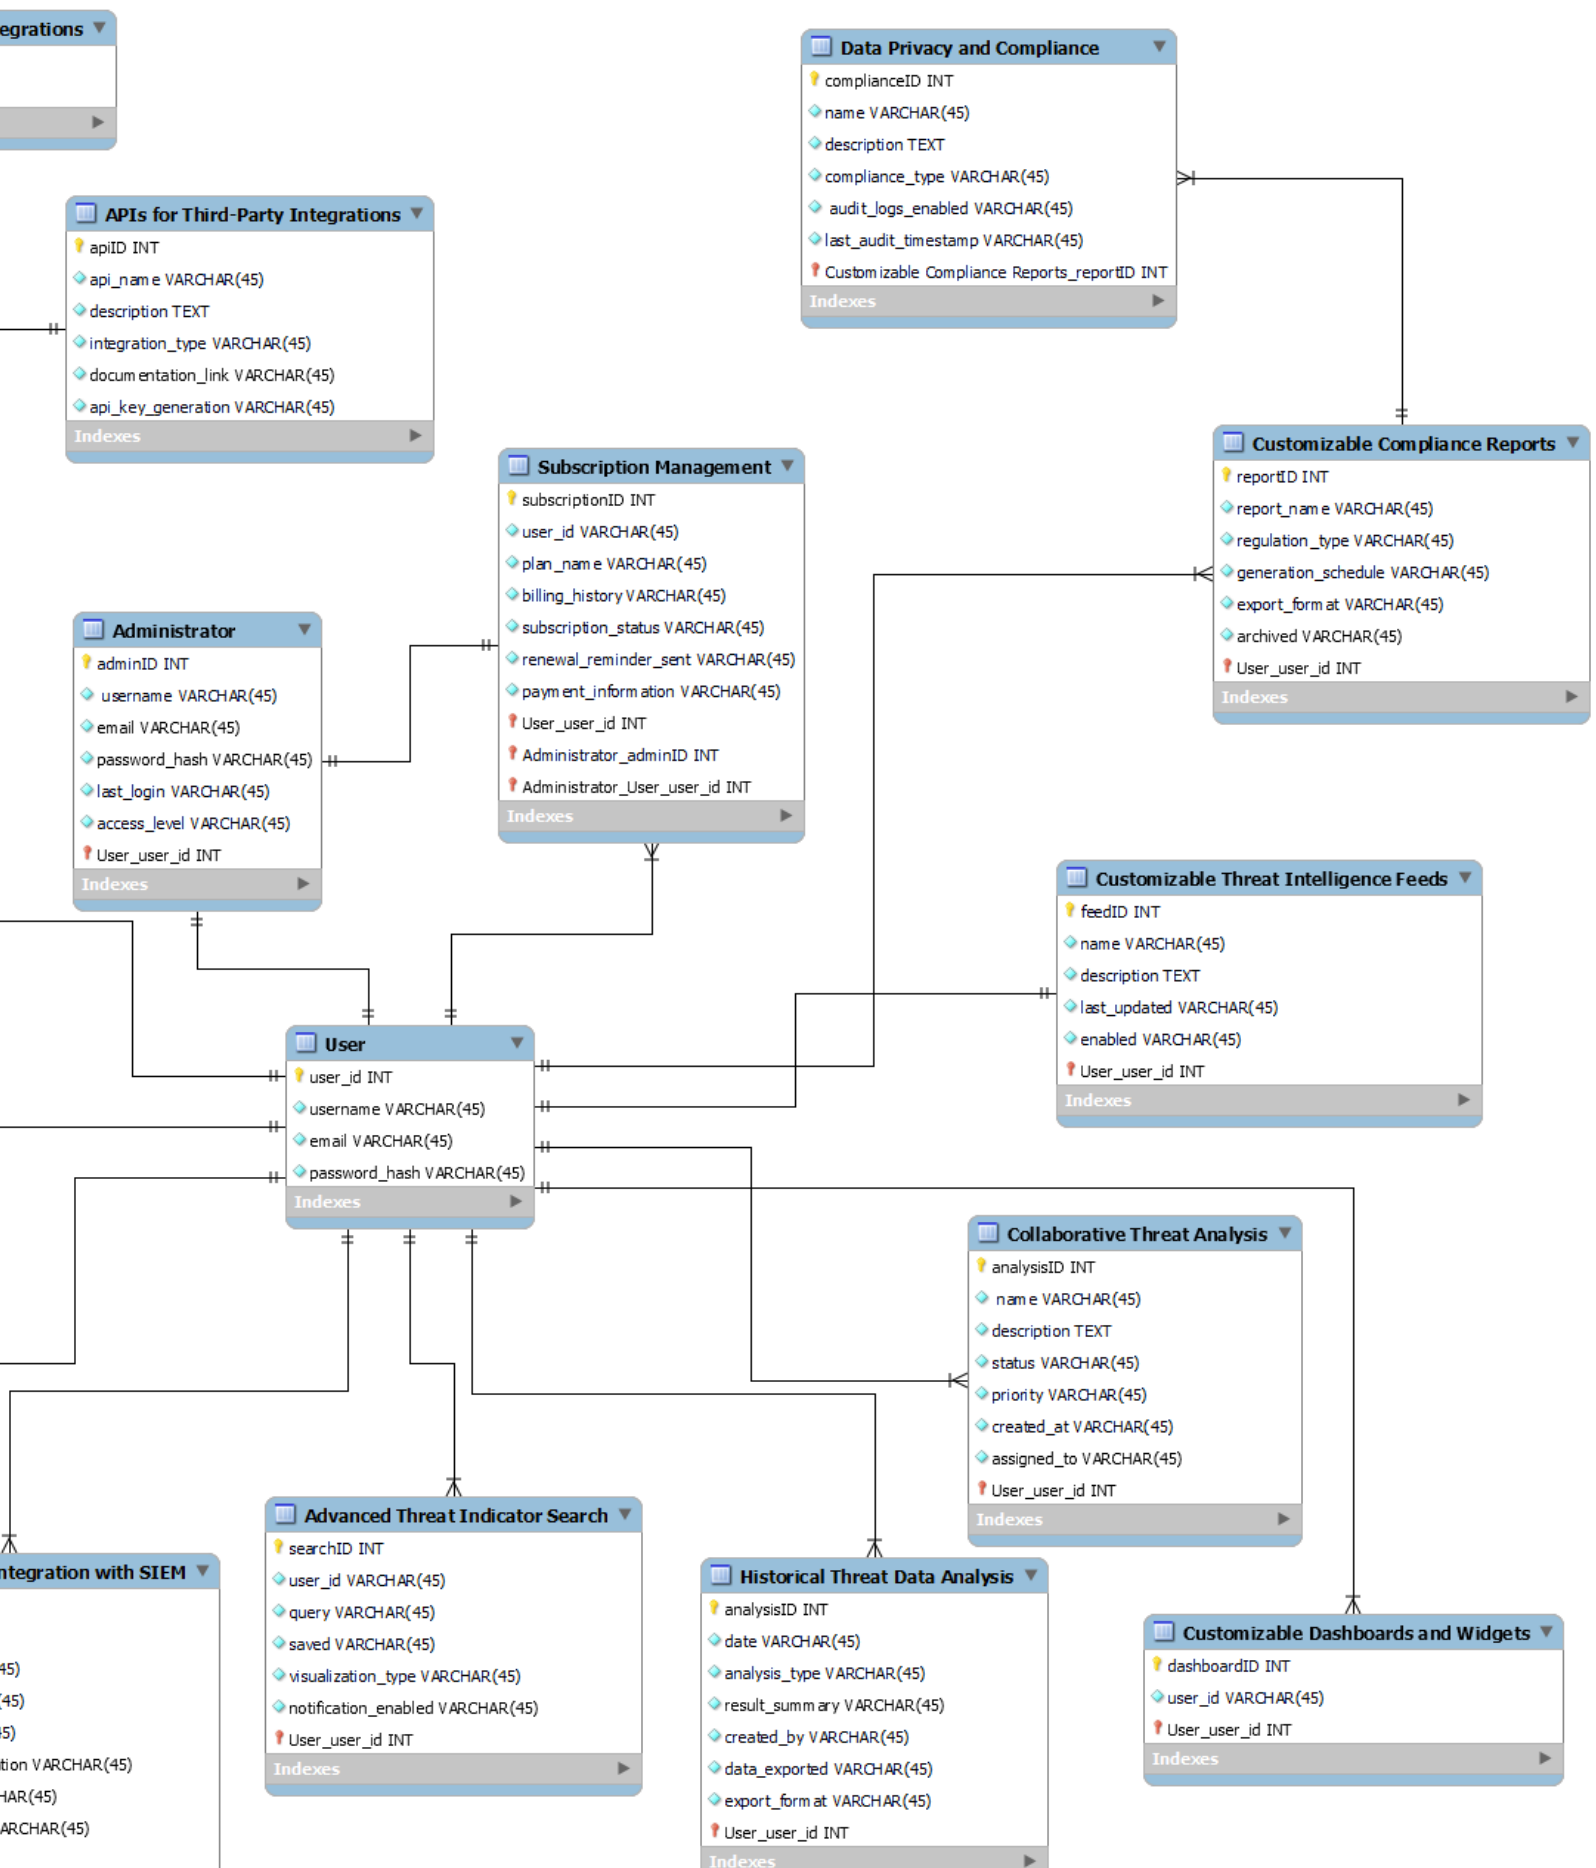 egrations
Data Privacy and Compliance
complianceID INT
name VARCHAR(45)
description TEXT
compliance_type VARCHAR(45)
audit_logs_enabled VARCHAR(45)
last_audit_timestamp VARCHAR(45)
Customizable Compliance Reports_reportID INT
Indexes
APIs for Third-Party Integrations
apiID INT
api_name VARCHAR(45)
description TEXT
integration_type VARCHAR(45)
documentation_link VARCHAR(45)
api_key_generation VARCHAR(45)
Indexes
Customizable Compliance Reports
reportID INT
report_name VARCHAR(45)
regulation_type VARCHAR(45)
generation_schedule VARCHAR(45)
export_format VARCHAR(45)
archived VARCHAR(45)
User_user_id INT
Indexes
Subscription Management
subscriptionID INT
user_id VARCHAR(45)
plan_name VARCHAR(45)
billing_history VARCHAR(45)
subscription_status VARCHAR(45)
renewal_reminder_sent VARCHAR(45)
payment_information VARCHAR(45)
User_user_id INT
Administrator_adminID INT
Administrator_User_user_id INT
Indexes
Administrator
adminID INT
username VARCHAR(45)
email VARCHAR(45)
password_hash VARCHAR(45)
last_login VARCHAR(45)
access_level VARCHAR(45)
User_user_id INT
Indexes
Customizable Threat Intelligence Feeds
feedID INT
name VARCHAR(45)
description TEXT
last_updated VARCHAR(45)
enabled VARCHAR(45)
User_user_id INT
Indexes
User
user_id INT
username VARCHAR(45)
email VARCHAR(45)
password_hash VARCHAR(45)
Indexes
Collaborative Threat Analysis
analysisID INT
name VARCHAR(45)
description TEXT
status VARCHAR(45)
priority VARCHAR(45)
created_at VARCHAR(45)
assigned_to VARCHAR(45)
User_user_id INT
Indexes
Advanced Threat Indicator Search
searchID INT
user_id VARCHAR(45)
query VARCHAR(45)
saved VARCHAR(45)
visualization_type VARCHAR(45)
notification_enabled VARCHAR(45)
User_user_id INT
Indexes
ntegration with SIEM
45)
(45)
45)
tion VARCHAR(45)
HAR(45)
ARCHAR(45)
Historical Threat Data Analysis
analysisID INT
date VARCHAR(45)
analysis_type VARCHAR(45)
result_summary VARCHAR(45)
created_by VARCHAR(45)
data_exported VARCHAR(45)
export_format VARCHAR(45)
User_user_id INT
Indexes
Customizable Dashboards and Widgets
dashboardID INT
user_id VARCHAR(45)
User_user_id INT
Indexes